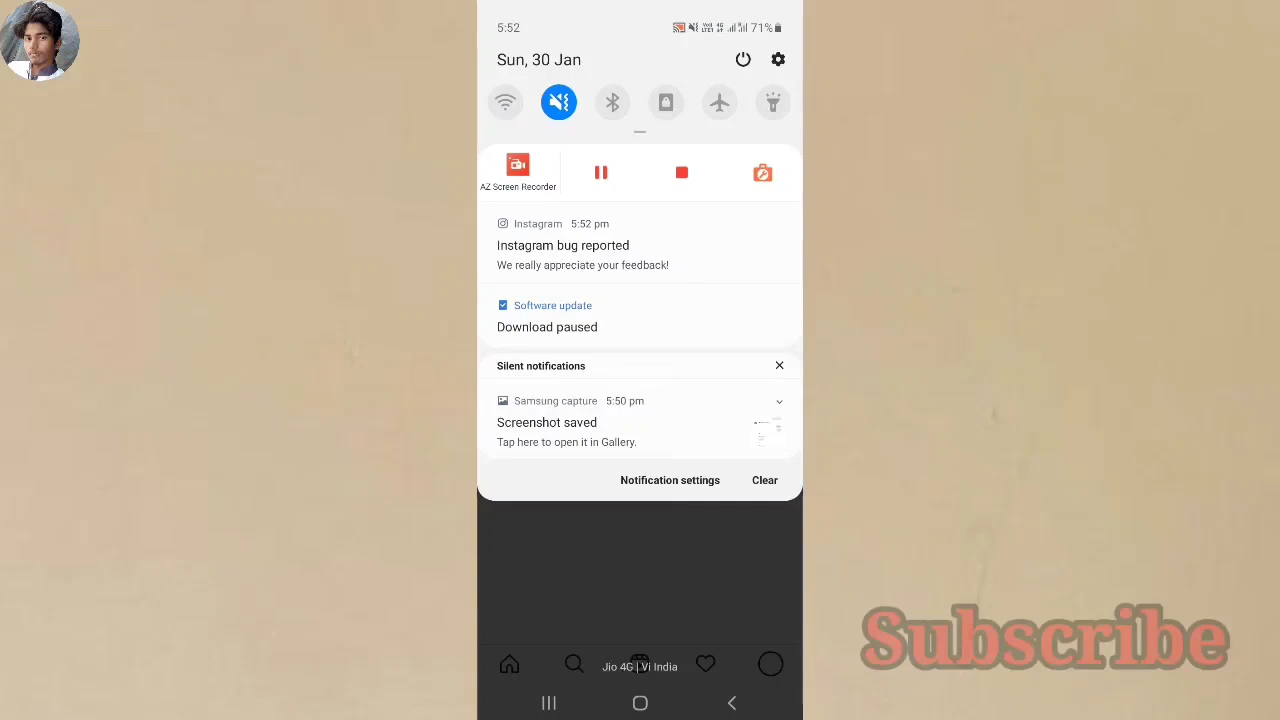 5:52
71%
Sun, 30 Jan
AZ Screen Recorder
Instagram 5:52 pm
Instagram bug reported
We really appreciate your feedback!
Software update
Download paused
Silent notifications
Samsung capture 5:50 pm
Screenshot saved
Tap here to open it in Gallery.
Notification settings Clear
Jio 4G | Vi India
Subscribe